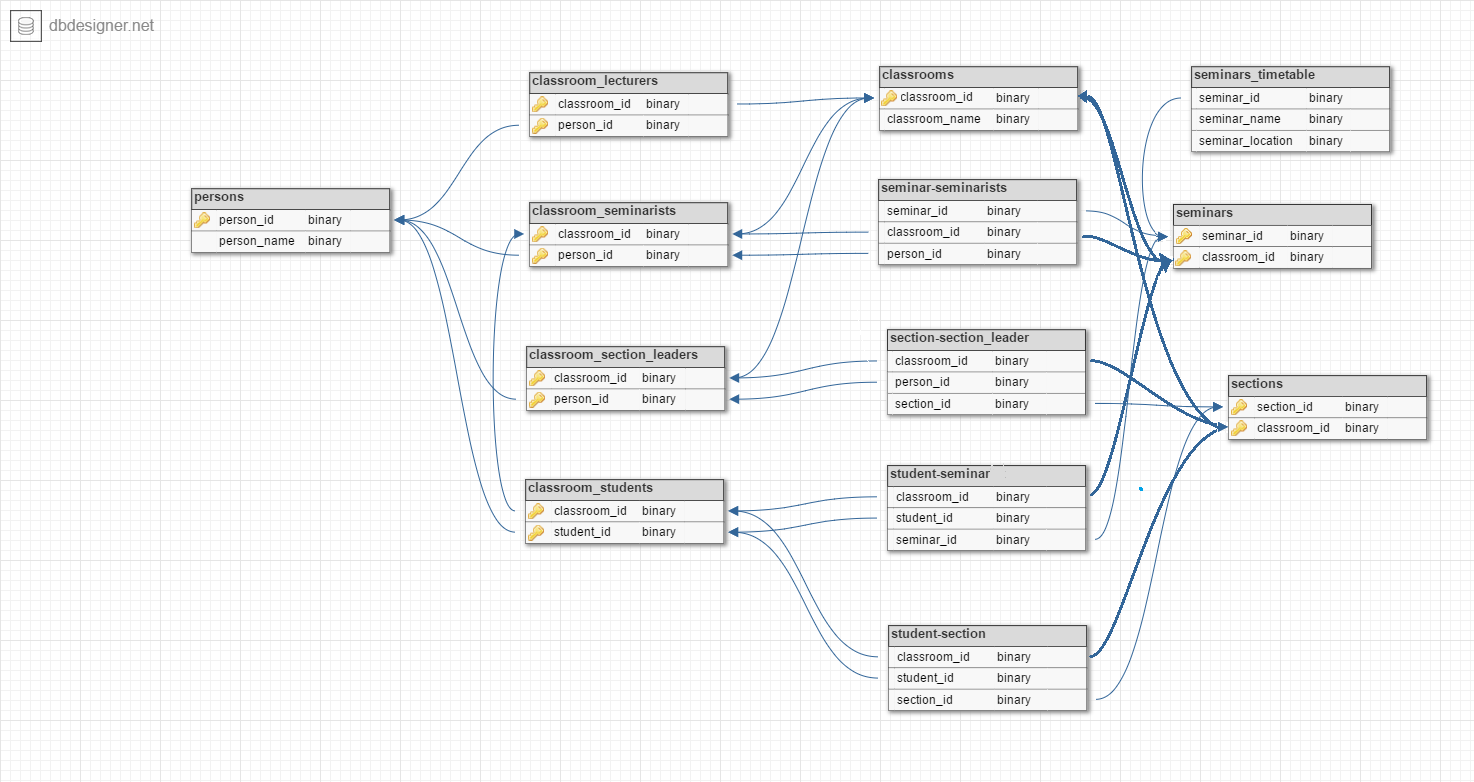 dbdesigner.net
persons
person_id binary
person_name binary
classroom_lecturers
classroom_id binary
person_id binary
classroom_seminarists
classroom_id binary
person_id binary
classroom_section_leaders
classroom_id binary
person_id binary
classroom_students
classroom_id binary
student_id binary
classrooms
classroom_id binary
classroom_name binary
seminar-seminarists
seminar_id binary
classroom_id binary
person_id binary
section-section_leader
classroom_id binary
person_id binary
section_id binary
student-seminar
classroom_id binary
student_id binary
seminar_id binary
student-section
classroom_id binary
student_id binary
section_id binary
seminars_timetable
seminar_id binary
seminar_name binary
seminar_location binary
seminars
seminar_id binary
classroom_id binary
sections
section_id binary
classroom_id binary